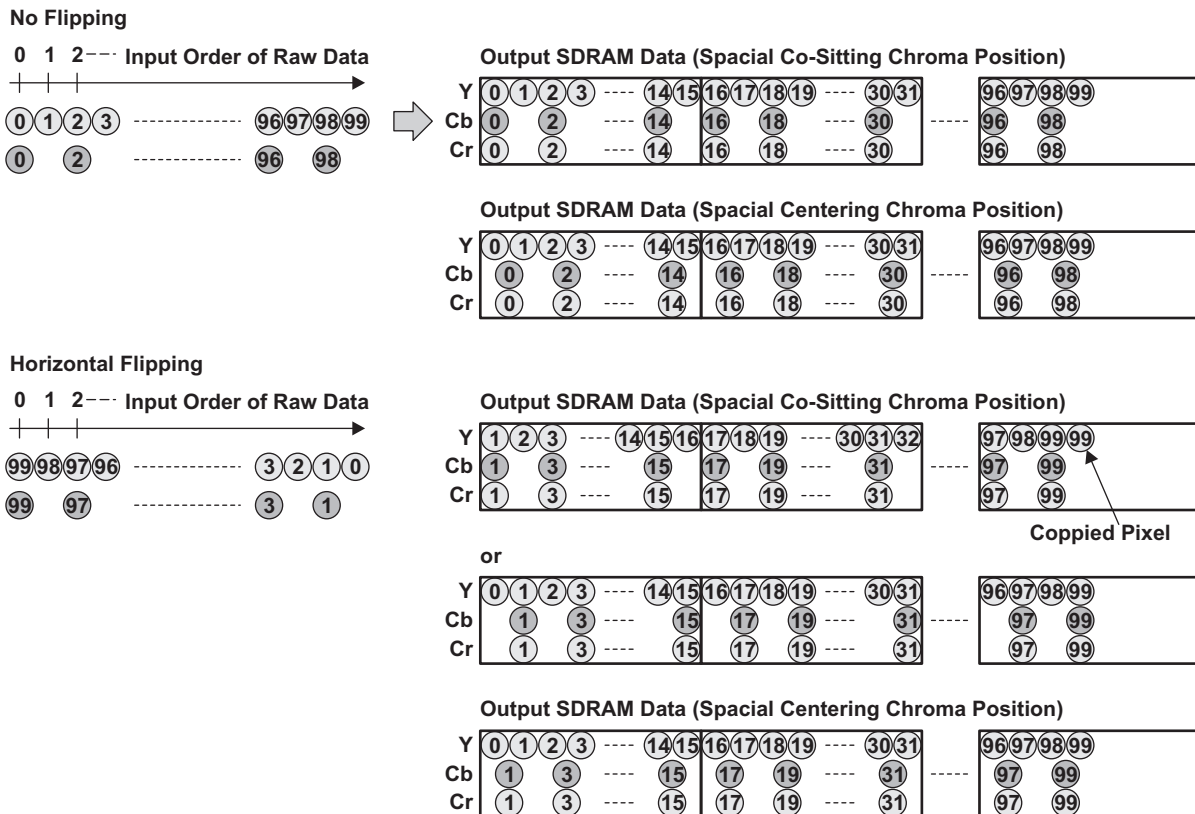 No Flipping
0 1 2 Input Order of Raw Data
0 1 2 3 96 97 98 99
0 2 96 98
Output SDRAM Data (Spacial Co-Sitting Chroma Position)
Y 0 1 2 3 14 15 16 17 18 19 30 31 96 97 98 99
Cb 0 2 14 16 18 30 96 98
Cr 0 2 14 16 18 30 96 98
Output SDRAM Data (Spacial Centering Chroma Position)
Y 0 1 2 3 14 15 16 17 18 19 30 31 96 97 98 99
Cb 0 2 14 16 18 30 96 98
Cr 0 2 14 16 18 30 96 98
Horizontal Flipping
0 1 2 Input Order of Raw Data
99 98 97 96 3 2 1 0
99 97 3 1
Output SDRAM Data (Spacial Co-Sitting Chroma Position)
Y 1 2 3 14 15 16 17 18 19 30 31 32 97 98 99 99
Cb 1 3 15 17 19 31 97 99
Cr 1 3 15 17 19 31 97 99
Coppied Pixel
or
Y 0 1 2 3 14 15 16 17 18 19 30 31 96 97 98 99
Cb 1 3 15 17 19 31 97 99
Cr 1 3 15 17 19 31 97 99
Output SDRAM Data (Spacial Centering Chroma Position)
Y 0 1 2 3 14 15 16 17 18 19 30 31 96 97 98 99
Cb 1 3 15 17 19 31 97 99
Cr 1 3 15 17 19 31 97 99